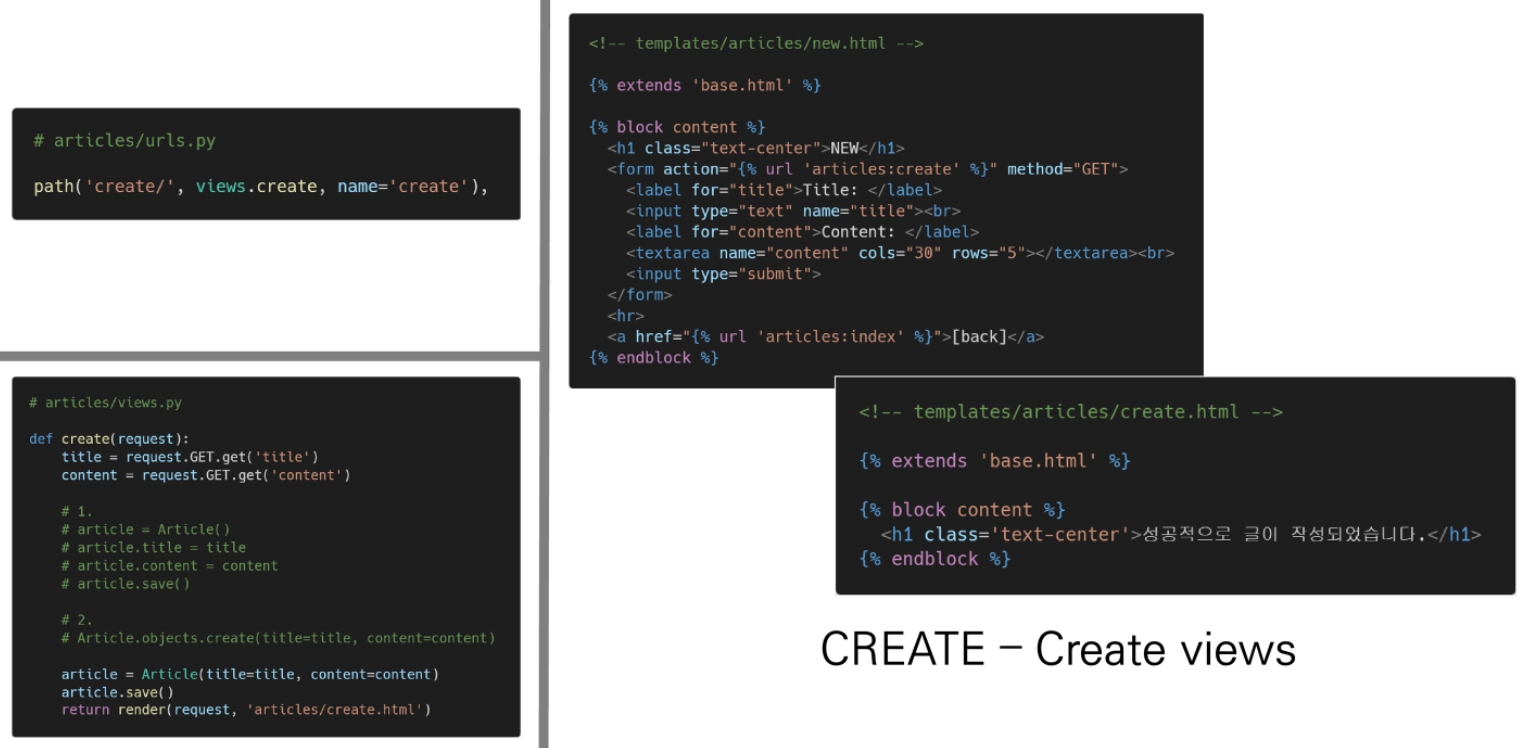 # articles/urls.py
path('create/', views.create, name='create'),
# articles/views.py
def create(request):
    title = request.GET.get('title')
    content = request.GET.get('content')
    # 1.
    # article = Article()
    # article.title = title
    # article.content = content
    # article.save()
    # 2.
    # Article.objects.create(title=title, content=content)
    article = Article(title=title, content=content)
    article.save()
    return render(request, 'articles/create.html')
<!-- templates/articles/new.html -->
{% extends 'base.html' %}
{% block content %}
  <h1 class="text-center">NEW</h1>
  <form action="{% url 'articles:create' %}" method="GET">
    <label for="title">Title: </label>
    <input type="text" name="title"><br>
    <label for="content">Content: </label>
    <textarea name="content" cols="30" rows="5"></textarea><br>
    <input type="submit">
  </form>
  <hr>
  <a href="{% url 'articles:index' %}">[back]</a>
{% endblock %}
<!-- templates/articles/create.html -->
{% extends 'base.html' %}
{% block content %}
  <h1 class='text-center'>성공적으로 글이 작성되었습니다.</h1>
{% endblock %}
CREATE – Create views